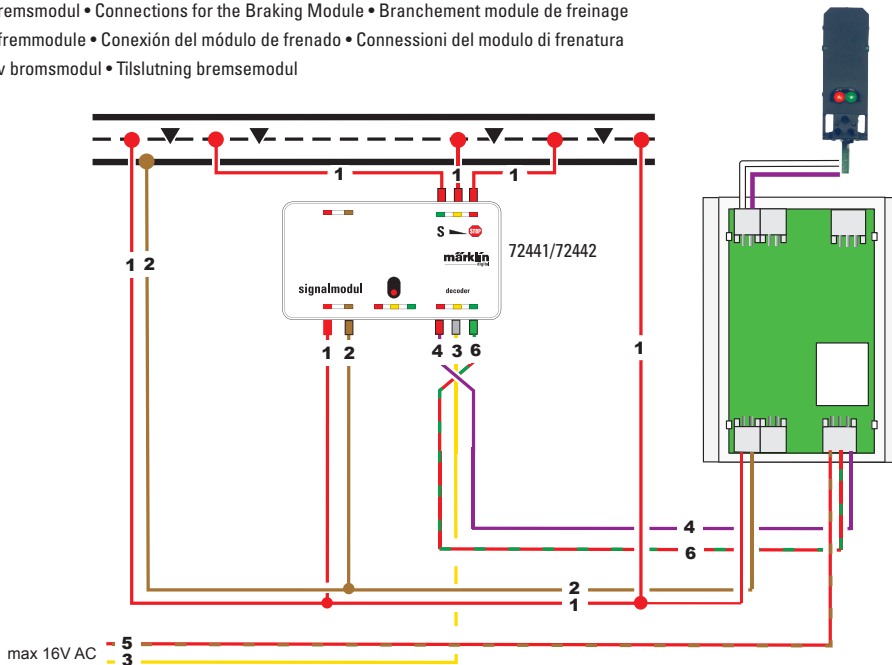 remsmodul • Connections for the Braking Module • Branchement module de freinage
fremmodule • Conexión del módulo de frenado • Connessioni del modulo di frenatura
v bromsmodul • Tilslutning bremsemodul
1 1 1
S STOP
märklin
digital
72441/72442
1 2
signalmodul
decoder
1 2 4 3 6 1
4
6
2
1
5
max 16V AC
3